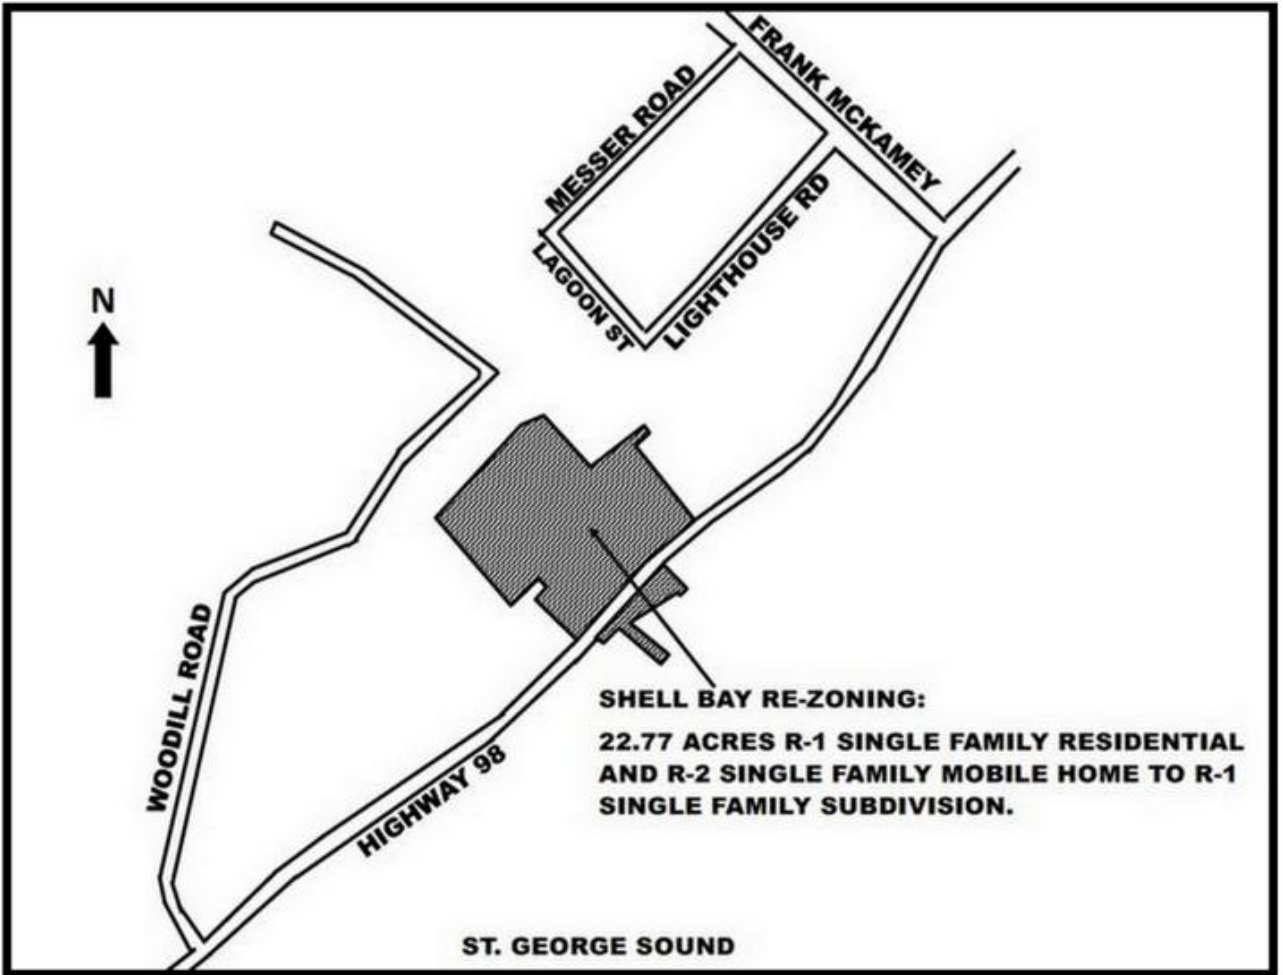 FRANK MCKAMEY
MESSER ROAD
LIGHTHOUSE RD
LAGOON ST
N
WOODILL ROAD
SHELL BAY RE-ZONING:
22.77 ACRES R-1 SINGLE FAMILY RESIDENTIAL
AND R-2 SINGLE FAMILY MOBILE HOME TO R-1
SINGLE FAMILY SUBDIVISION.
HIGHWAY 98
ST. GEORGE SOUND